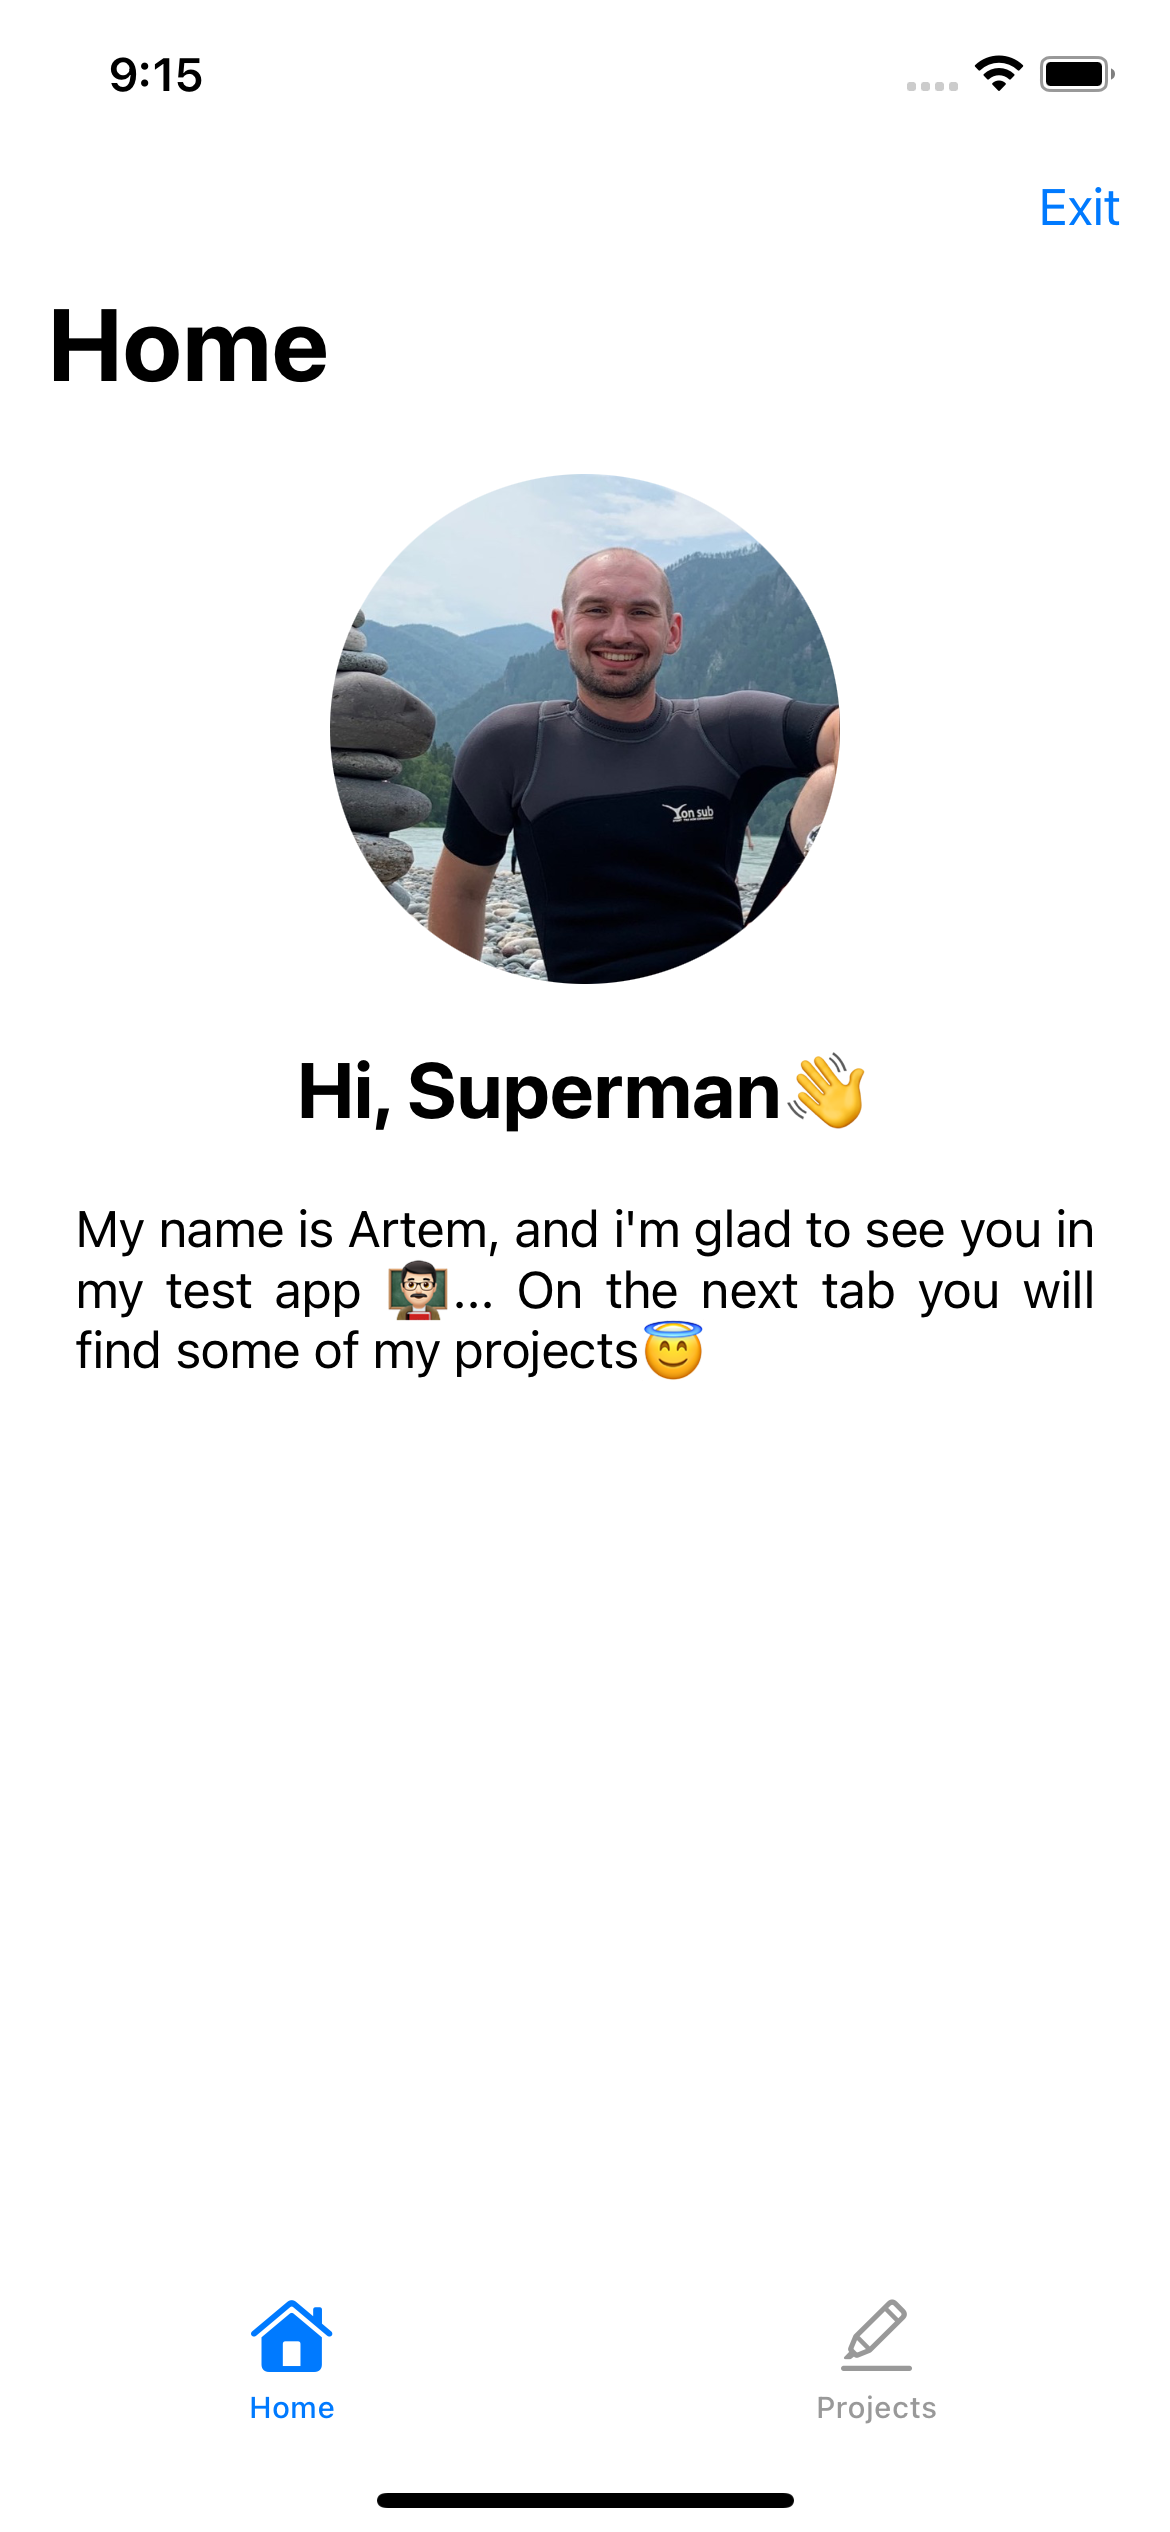 9:15
Exit
Home
Yon sub
Hi, Superman👋
My name is Artem, and i'm glad to see you in
my test app 👨🏻‍🏫... On the next tab you will
find some of my projects😇
Home
Projects